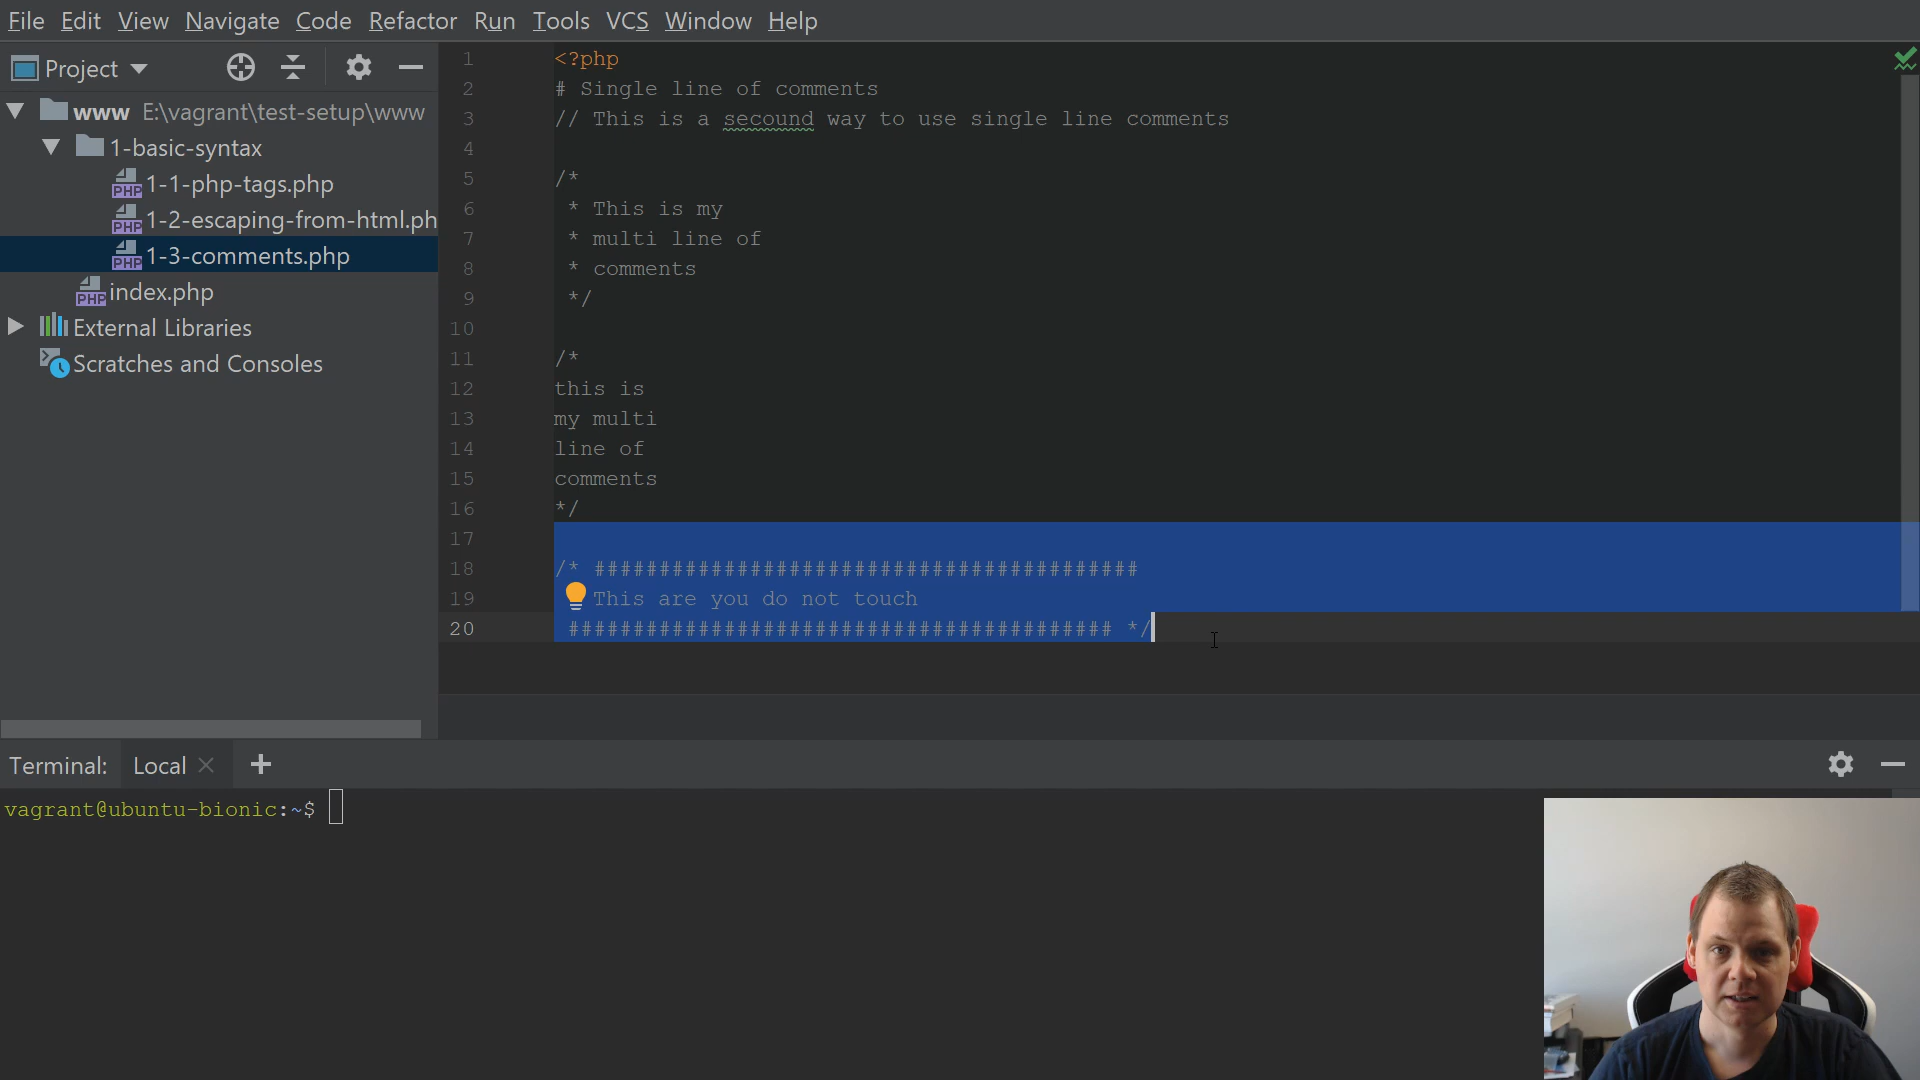 File Edit View Navigate Code Refactor Run Tools VCS Window Help
Project
www E:\vagrant\test-setup\www
1-basic-syntax
PHP 1-1-php-tags.php
PHP 1-2-escaping-from-html.ph
PHP 1-3-comments.php
PHP index.php
External Libraries
Scratches and Consoles
1 <?php
2 # Single line of comments
3 // This is a secound way to use single line comments
4
5 /*
6 * This is my
7 * multi line of
8 * comments
9 */
10
11 /*
12 this is
13 my multi
14 line of
15 comments
16 */
17
18 /* ##########################################
19 This are you do not touch
20 ########################################## */
Terminal: Local
vagrant@ubuntu-bionic:~$